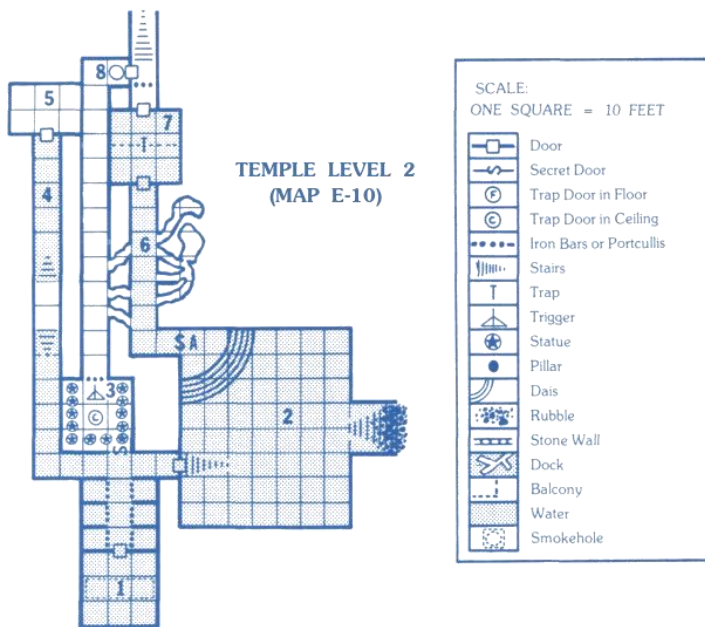 8
5
7
T
TEMPLE LEVEL 2
(MAP E-10)
4
6
S A
3
C
2
S
1
SCALE:
ONE SQUARE = 10 FEET
Door
Secret Door
F Trap Door in Floor
C Trap Door in Ceiling
Iron Bars or Portcullis
Stairs
T Trap
Trigger
Statue
Pillar
Dais
Rubble
Stone Wall
Dock
Balcony
Water
Smokehole